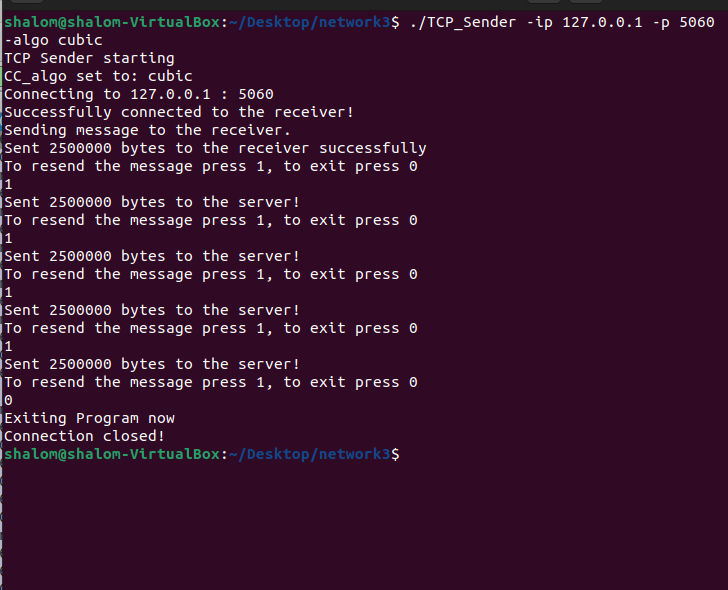 shalom@shalom-VirtualBox:~/Desktop/network3$ ./TCP_Sender -ip 127.0.0.1 -p 5060
-algo cubic
TCP Sender starting
CC_algo set to: cubic
Connecting to 127.0.0.1 : 5060
Successfully connected to the receiver!
Sending message to the receiver.
Sent 2500000 bytes to the receiver successfully
To resend the message press 1, to exit press 0
1
Sent 2500000 bytes to the server!
To resend the message press 1, to exit press 0
1
Sent 2500000 bytes to the server!
To resend the message press 1, to exit press 0
1
Sent 2500000 bytes to the server!
To resend the message press 1, to exit press 0
1
Sent 2500000 bytes to the server!
To resend the message press 1, to exit press 0
0
Exiting Program now
Connection closed!
shalom@shalom-VirtualBox:~/Desktop/network3$